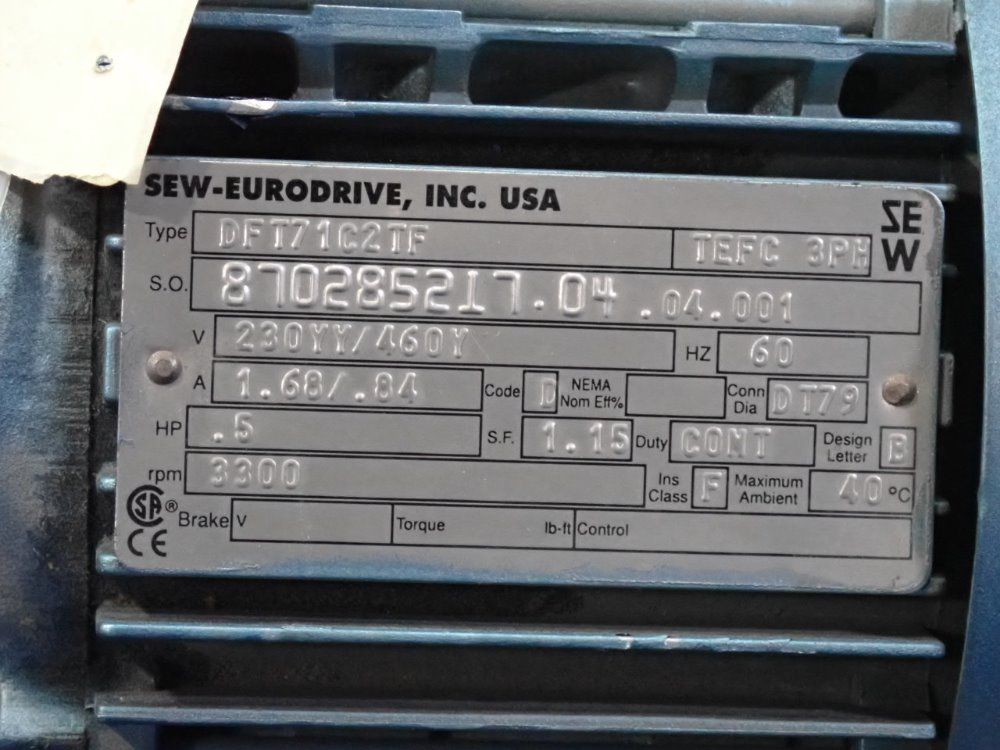 SEW-EURODRIVE, INC. USA
SEW
Type DFT71C2TF TEFC 3PH
S.O. 870285217.04 .04.001
V 230YY/460Y HZ 60
A 1.68/.84 Code D NEMA Nom Eff% Conn Dia DT79
HP .5 S.F. 1.15 Duty CONT Design Letter B
rpm 3300 Ins Class F Maximum Ambient 40 °C
SA ® Brake V Torque lb-ft Control
CE